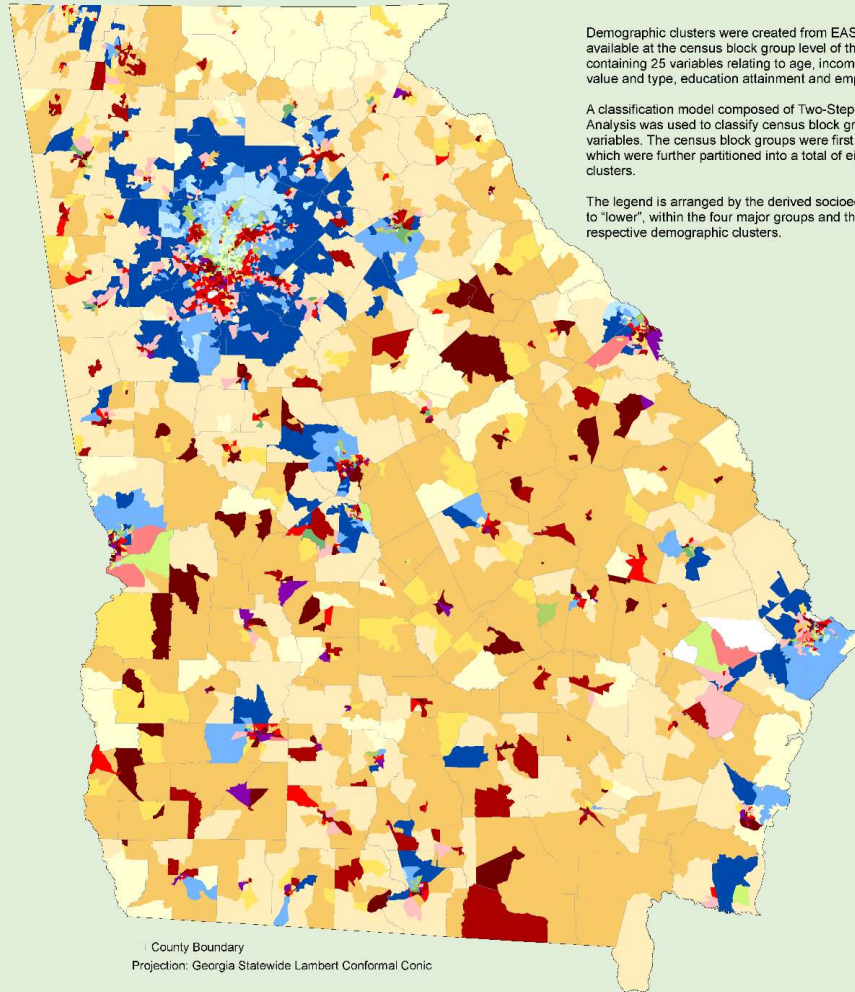 Demographic clusters were created from EAS
available at the census block group level of th
containing 25 variables relating to age, incom
value and type, education attainment and emp
A classification model composed of Two-Step
Analysis was used to classify census block gr
variables. The census block groups were first
which were further partitioned into a total of ei
clusters.
The legend is arranged by the derived socioe
to “lower”, within the four major groups and th
respective demographic clusters.
County Boundary
Projection: Georgia Statewide Lambert Conformal Conic